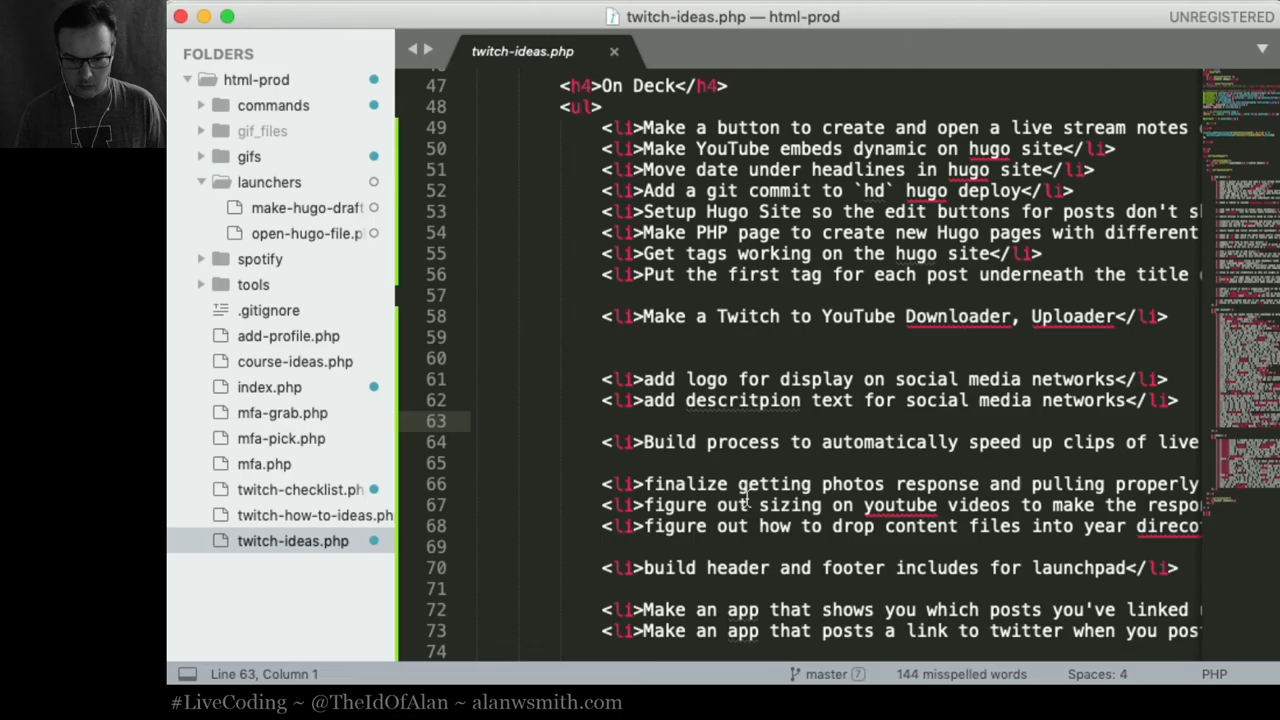 twitch-ideas.php — html-prod
UNREGISTERED
FOLDERS
html-prod
commands
gif_files
gifs
launchers
make-hugo-draft
open-hugo-file.p
spotify
tools
.gitignore
add-profile.php
course-ideas.php
index.php
mfa-grab.php
mfa-pick.php
mfa.php
twitch-checklist.ph
twitch-how-to-ideas.ph
twitch-ideas.php
twitch-ideas.php
47 <h4>On Deck</h4>
48 <ul>
49 <li>Make a button to create and open a live stream notes
50 <li>Make YouTube embeds dynamic on hugo site</li>
51 <li>Move date under headlines in hugo site</li>
52 <li>Add a git commit to `hd` hugo deploy</li>
53 <li>Setup Hugo Site so the edit buttons for posts don't s
54 <li>Make PHP page to create new Hugo pages with different
55 <li>Get tags working on the hugo site</li>
56 <li>Put the first tag for each post underneath the title
57
58 <li>Make a Twitch to YouTube Downloader, Uploader</li>
59
60
61 <li>add logo for display on social media networks</li>
62 <li>add descritpion text for social media networks</li>
63
64 <li>Build process to automatically speed up clips of live
65
66 <li>finalize getting photos response and pulling properly
67 <li>figure out sizing on youtube videos to make the respo
68 <li>figure out how to drop content files into year direco
69
70 <li>build header and footer includes for launchpad</li>
71
72 <li>Make an app that shows you which posts you've linked
73 <li>Make an app that posts a link to twitter when you pos
74
Line 63, Column 1
master 7
144 misspelled words
Spaces: 4
PHP
#LiveCoding ~ @TheIdOfAlan ~ alanwsmith.com